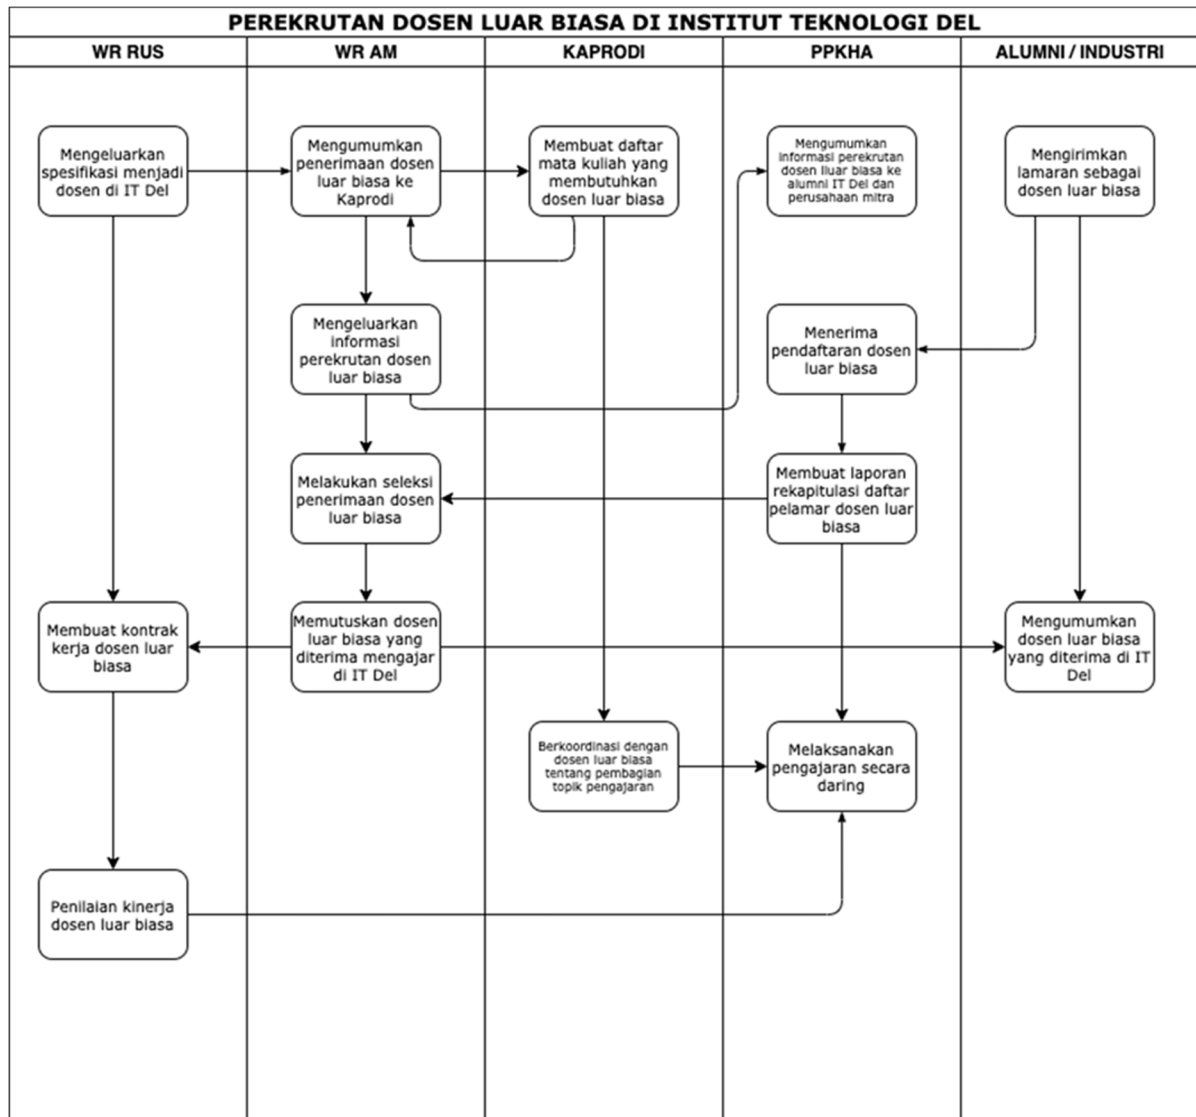 PEREKRUTAN DOSEN LUAR BIASA DI INSTITUT TEKNOLOGI DEL
WR RUS
WR AM
KAPRODI
PPKHA
ALUMNI / INDUSTRI
Mengeluarkan
spesifikasi menjadi
dosen di IT Del
Mengumumkan
penerimaan dosen
luar biasa ke
Kaprodi
Membuat daftar
mata kuliah yang
membutuhkan
dosen luar biasa
Mengumumkan
informasi perekrutan
dosen lluar biasa ke
alumni IT Del dan
perusahaan mitra
Mengirimkan
lamaran sebagai
dosen luar biasa
Mengeluarkan
informasi
perekrutan dosen
luar biasa
Menerima
pendaftaran dosen
luar biasa
Melakukan seleksi
penerimaan dosen
luar biasa
Membuat laporan
rekapitulasi daftar
pelamar dosen luar
biasa
Membuat kontrak
kerja dosen luar
biasa
Memutuskan dosen
luar biasa yang
diterima mengajar
di IT Del
Mengumumkan
dosen luar biasa
yang diterima di IT
Del
Berkoordinasi dengan
dosen luar biasa
tentang pembagian
topik pengajaran
Melaksanakan
pengajaran secara
daring
Penilaian kinerja
dosen luar biasa